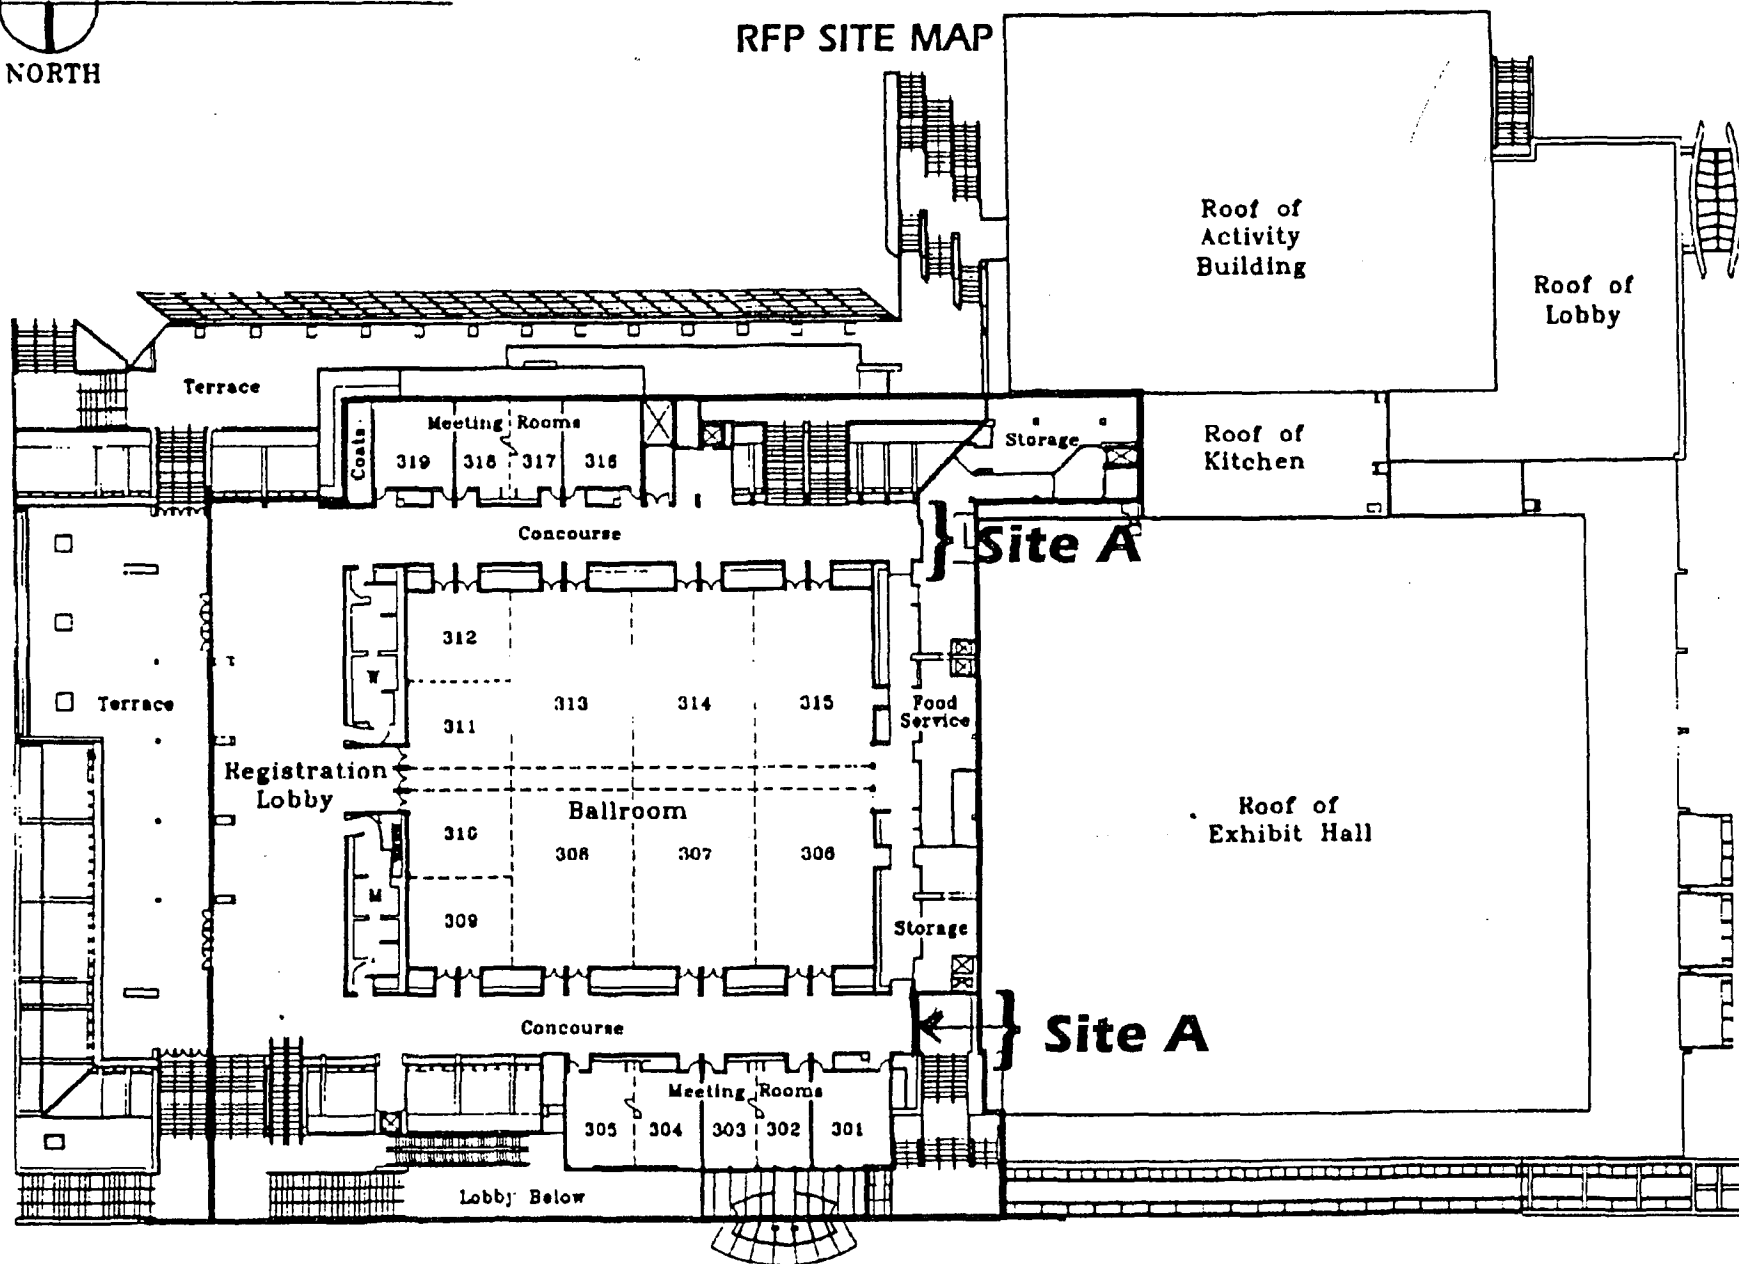 RFP SITE MAP
NORTH
Roof of
Activity
Building
Roof of
Lobby
Terrace
Coats
Meeting Rooms
319
318
317
316
Storage
Roof of
Kitchen
Concourse
Site A
312
W
313
314
315
Terrace
311
Food
Service
Registration
Lobby
Ballroom
310
308
307
306
Roof of
Exhibit Hall
M
309
Storage
Concourse
Site A
Meeting Rooms
305
304
303
302
301
Lobby Below